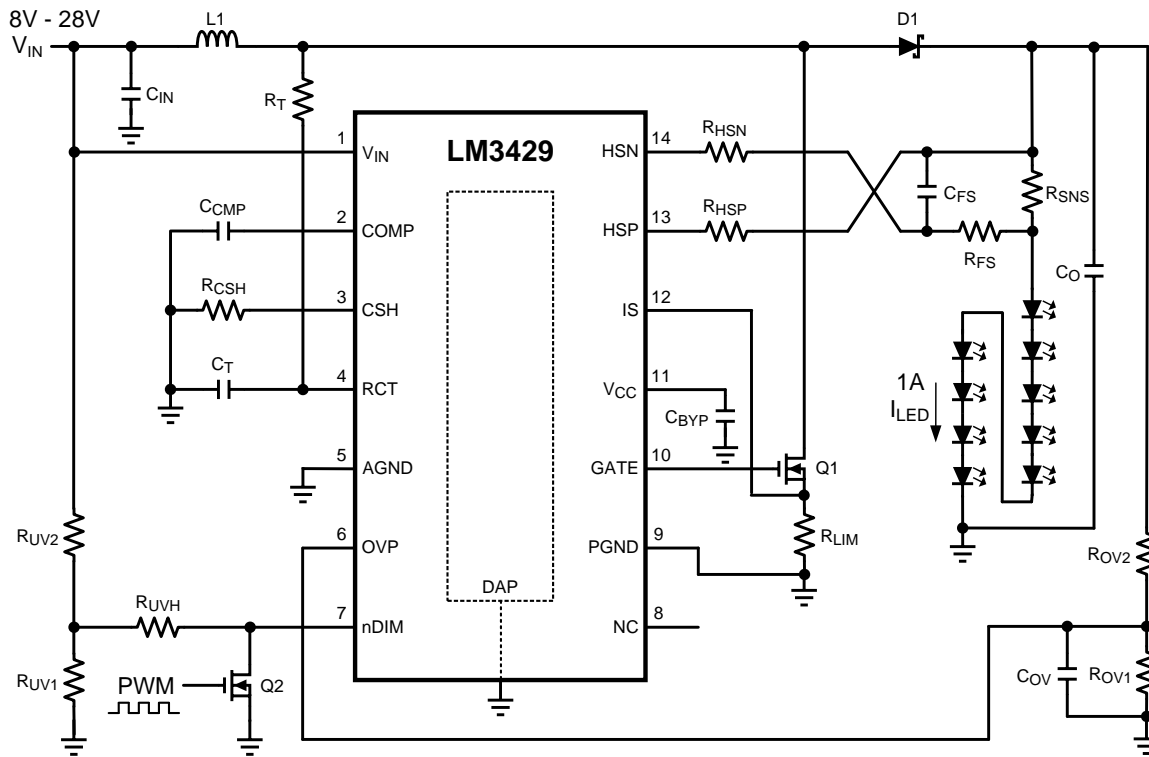 8V - 28V
VIN
L1
D1
CIN
RT
LM3429
1
VIN
HSN
14
RHSN
CCMP
2
COMP
HSP
13
RHSP
CFS
RSNS
RFS
CO
RCSH
3
CSH
IS
12
CT
4
RCT
VCC
11
CBYP
1A
ILED
5
AGND
GATE
10
Q1
RUV2
6
OVP
PGND
9
RLIM
ROV2
DAP
RUVH
7
nDIM
NC
8
RUV1
PWM
Q2
COV
ROV1